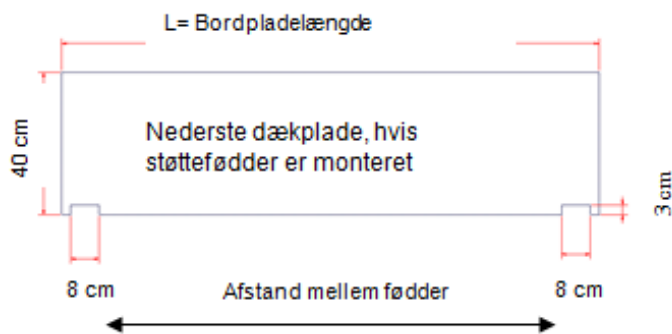 L= Bordpladelængde
40 cm
Nederste dækplade, hvis
støttefødder er monteret
3 cm
8 cm
Afstand mellem fødder
8 cm